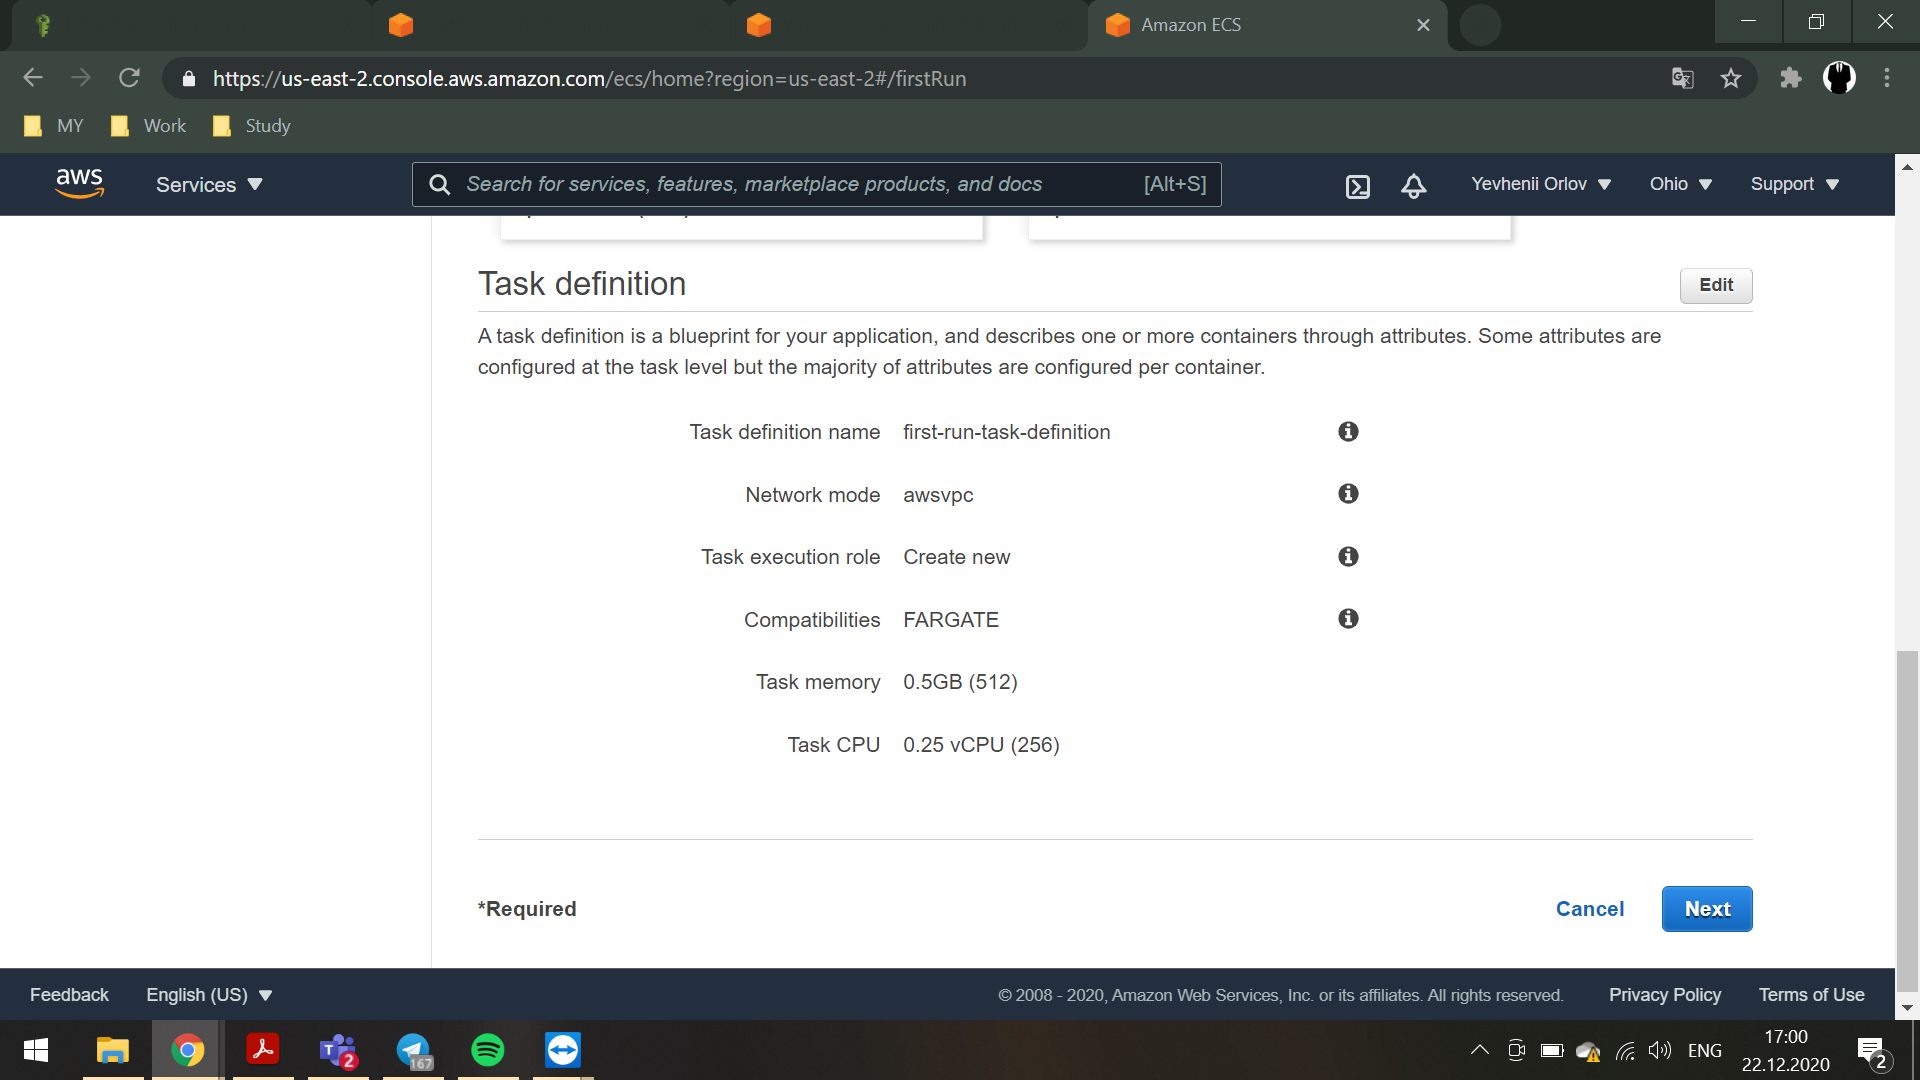 Amazon ECS
https://us-east-2.console.aws.amazon.com/ecs/home?region=us-east-2#/firstRun
MY Work Study
aws Services Search for services, features, marketplace products, and docs [Alt+S] Yevhenii Orlov Ohio Support
Task definition Edit
A task definition is a blueprint for your application, and describes one or more containers through attributes. Some attributes are
configured at the task level but the majority of attributes are configured per container.
Task definition name first-run-task-definition
Network mode awsvpc
Task execution role Create new
Compatibilities FARGATE
Task memory 0.5GB (512)
Task CPU 0.25 vCPU (256)
*Required Cancel Next
Feedback English (US) © 2008 - 2020, Amazon Web Services, Inc. or its affiliates. All rights reserved. Privacy Policy Terms of Use
T 2 167 ENG 17:00
22.12.2020 2